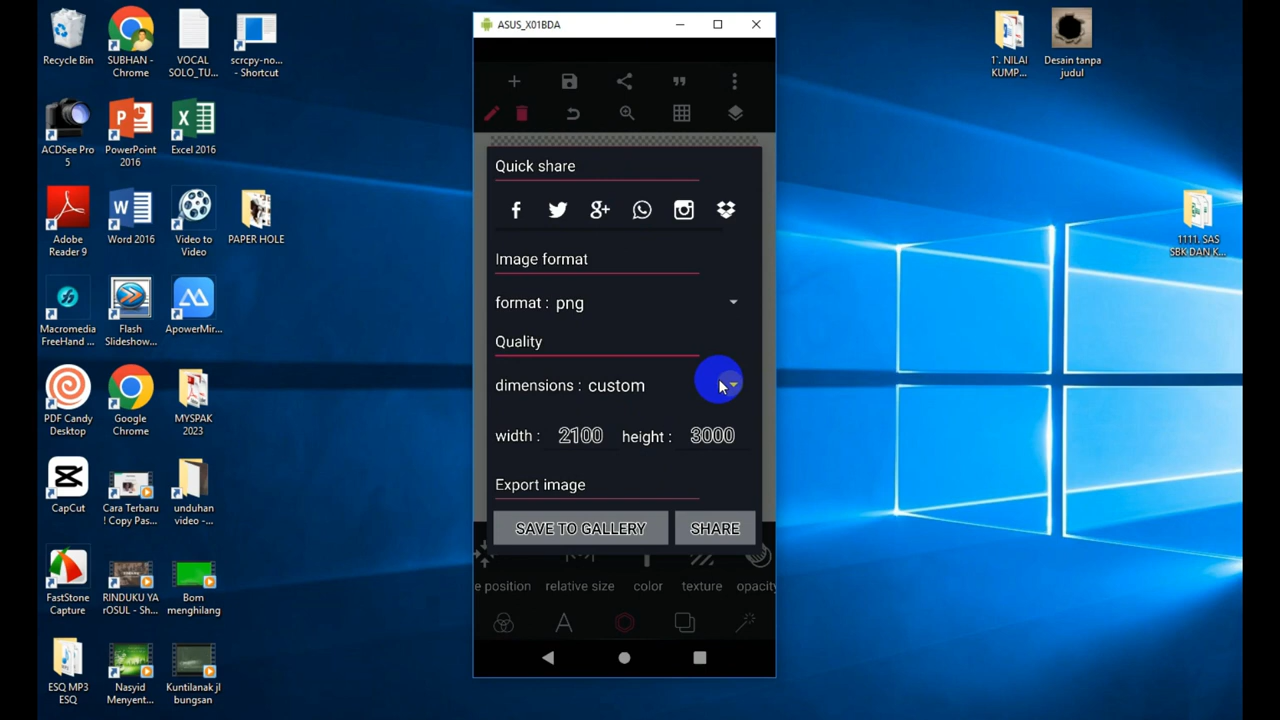 ASUS_X01BDA
Recycle Bin
SUBHAN -
Chrome
VOCAL
SOLO_TU...
scrcpy-no...
- Shortcut
1`. NILAI
KUMP...
Desain tanpa
judul
ACDSee Pro
5
PowerPoint
2016
Excel 2016
Adobe
Reader 9
Word 2016
Video to
Video
PAPER HOLE
1111. SAS
SBK DAN K...
Macromedia
FreeHand ...
Flash
Slideshow...
ApowerMir...
PDF Candy
Desktop
Google
Chrome
MYSPAK
2023
CapCut
Cara Terbaru
! Copy Pas...
unduhan
video -...
FastStone
Capture
RINDUKU YA
rOSUL - Sh...
Bom
menghilang
ESQ MP3
ESQ
Nasyid
Menyent...
Kuntilanak jl
bungsan
Quick share
Image format
format : png
Quality
dimensions : custom
width : 2100 height : 3000
Export image
SAVE TO GALLERY SHARE
e position relative size color texture opacity